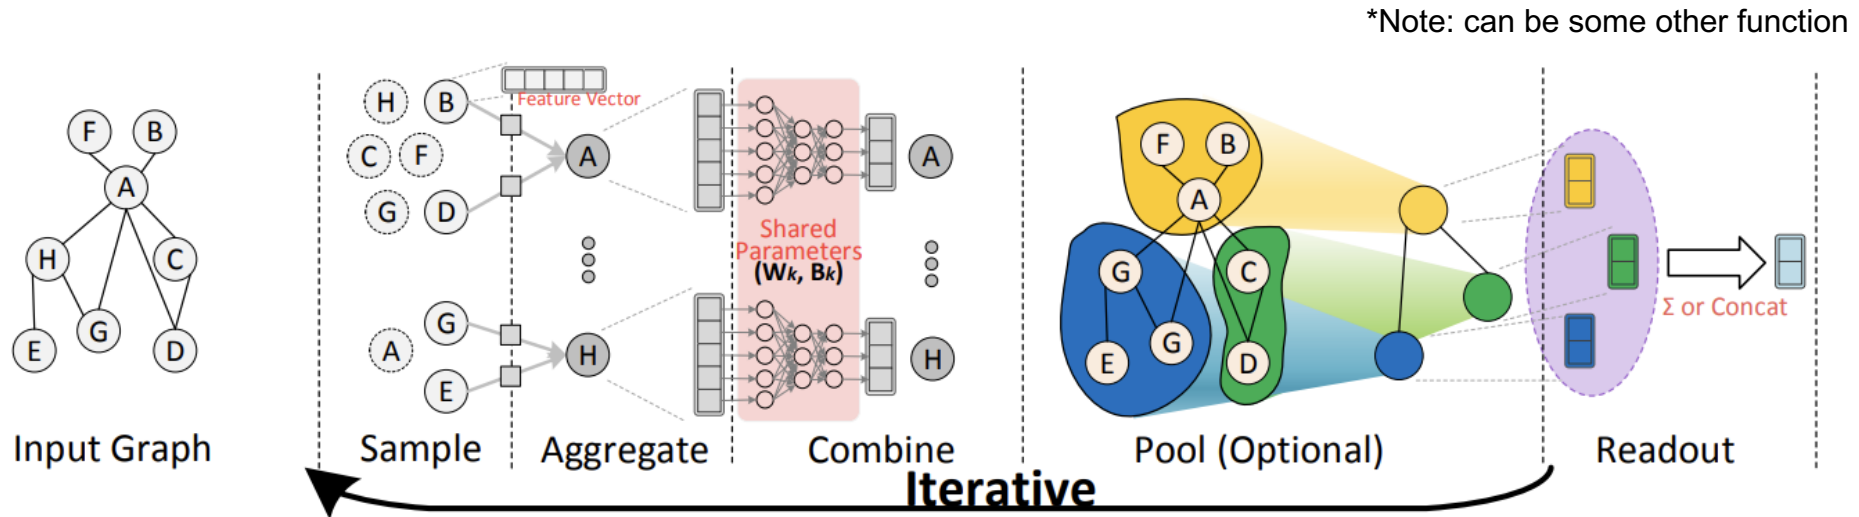 *Note: can be some other function
F B
A
H C
G
E D
Input Graph
H B
C F
G D
A G
E
Sample
Feature Vector
A
H
Aggregate
Shared
Parameters
(Wk, Bk)
A
H
Combine
F B
A
G C
G
E D
Pool (Optional)
Σ or Concat
Readout
Iterative